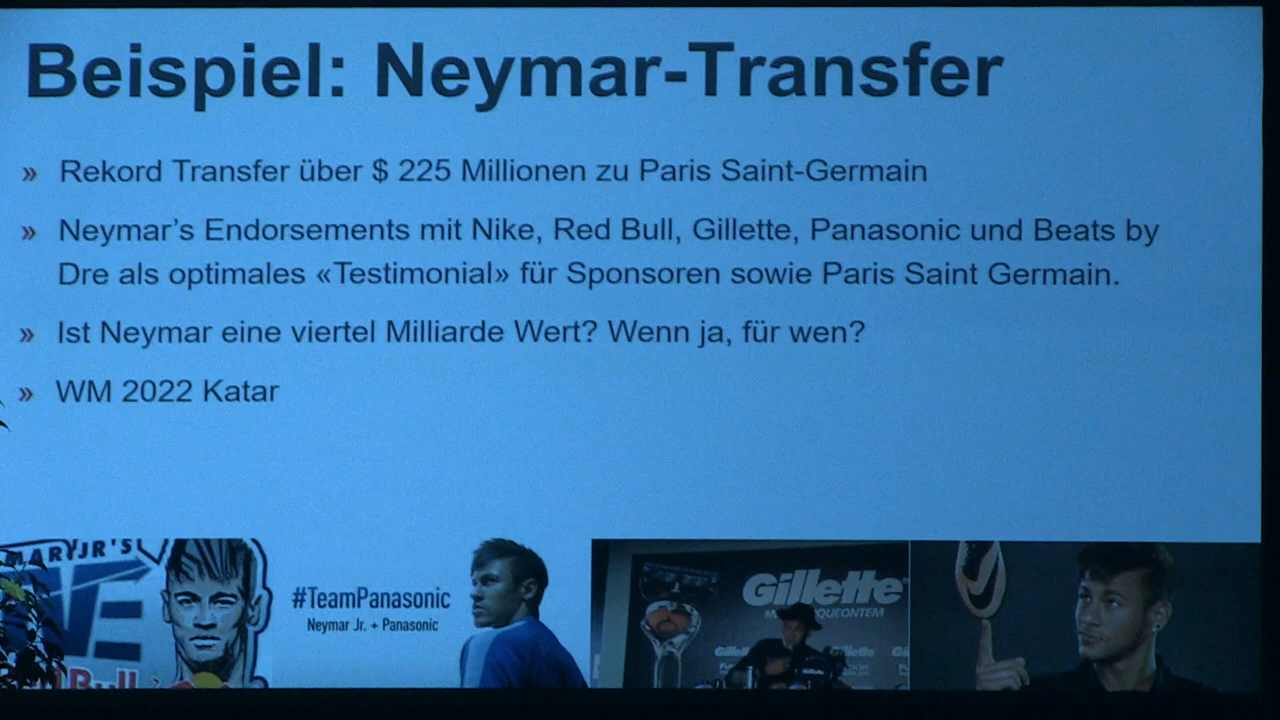 Beispiel: Neymar-Transfer
» Rekord Transfer über $ 225 Millionen zu Paris Saint-Germain
» Neymar’s Endorsements mit Nike, Red Bull, Gillette, Panasonic und Beats by
Dre als optimales «Testimonial» für Sponsoren sowie Paris Saint Germain.
» Ist Neymar eine viertel Milliarde Wert? Wenn ja, für wen?
» WM 2022 Katar
MARYJR'S
Bull
#TeamPanasonic
Neymar Jr. + Panasonic
Gillette